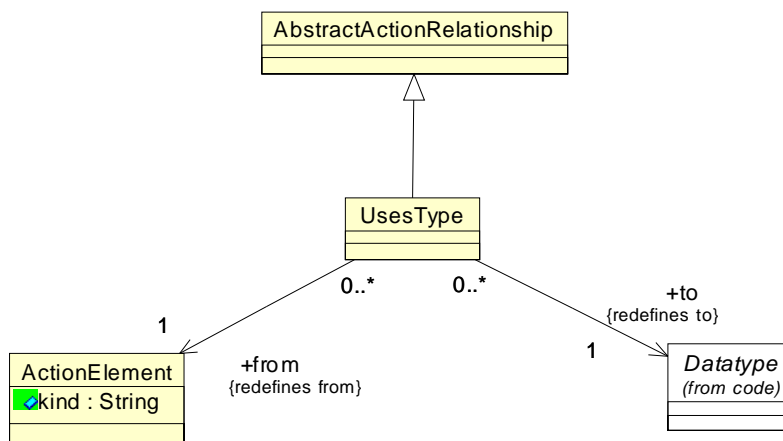 AbstractActionRelationship
UsesType
0..*
0..*
+to
{redefines to}
1
1
+from
{redefines from}
ActionElement
kind : String
Datatype
(from code)